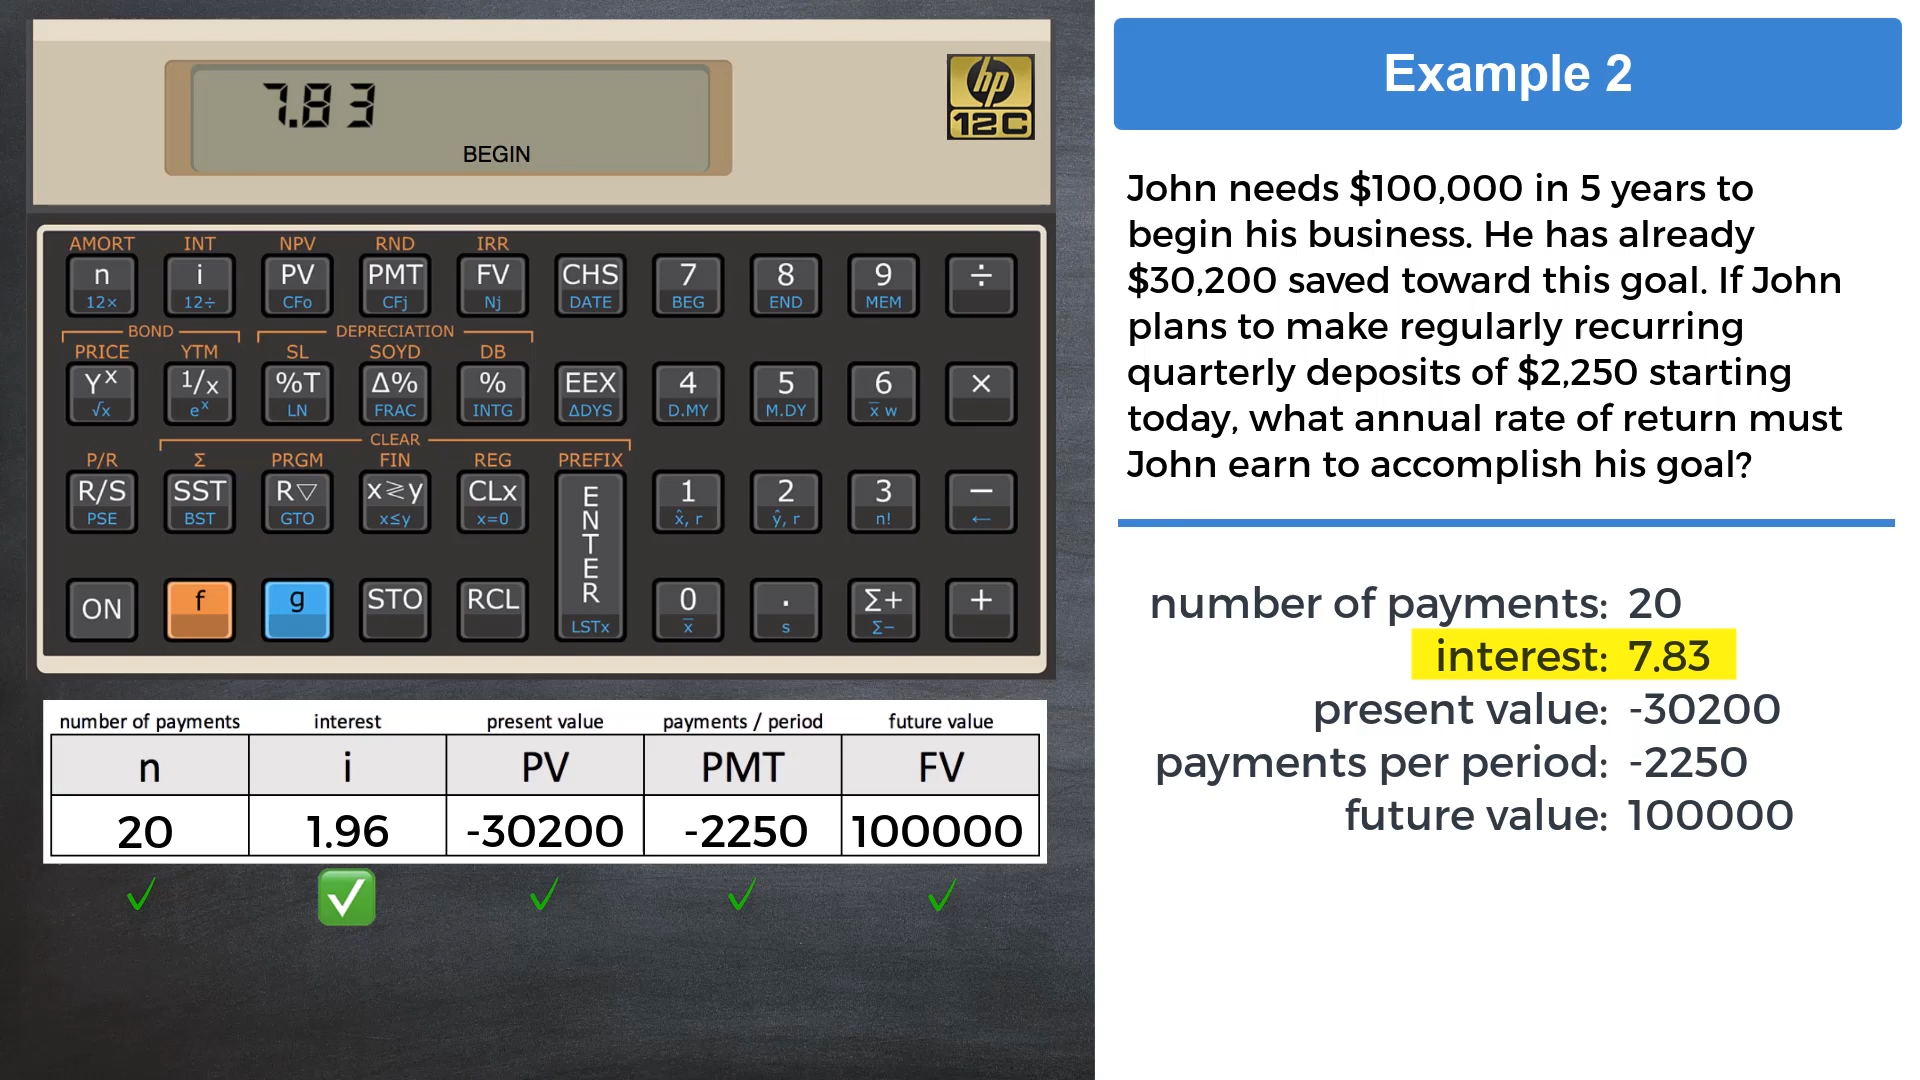 7.83
BEGIN
hp
12C
AMORT INT NPV RND IRR
n i PV PMT FV CHS 7 8 9 ÷
12× 12÷ CFo CFj Nj DATE BEG END MEM
BOND DEPRECIATION
PRICE YTM SL SOYD DB
Yˣ 1/x %T Δ% % EEX 4 5 6 ×
√x eˣ LN FRAC INTG ΔDYS D.MY M.DY x̅ w
CLEAR
P/R Σ PRGM FIN REG PREFIX
R/S SST R▽ x≷y CLx ENTER 1 2 3 −
PSE BST GTO x≤y x=0 x̂, r ŷ, r n! ←
ON f g STO RCL 0 . Σ+ +
LSTx x̅ s Σ−
number of payments interest present value payments / period future value
n i PV PMT FV
20 1.96 -30200 -2250 100000
Example 2
John needs $100,000 in 5 years to
begin his business. He has already
$30,200 saved toward this goal. If John
plans to make regularly recurring
quarterly deposits of $2,250 starting
today, what annual rate of return must
John earn to accomplish his goal?
number of payments: 20
interest: 7.83
present value: -30200
payments per period: -2250
future value: 100000